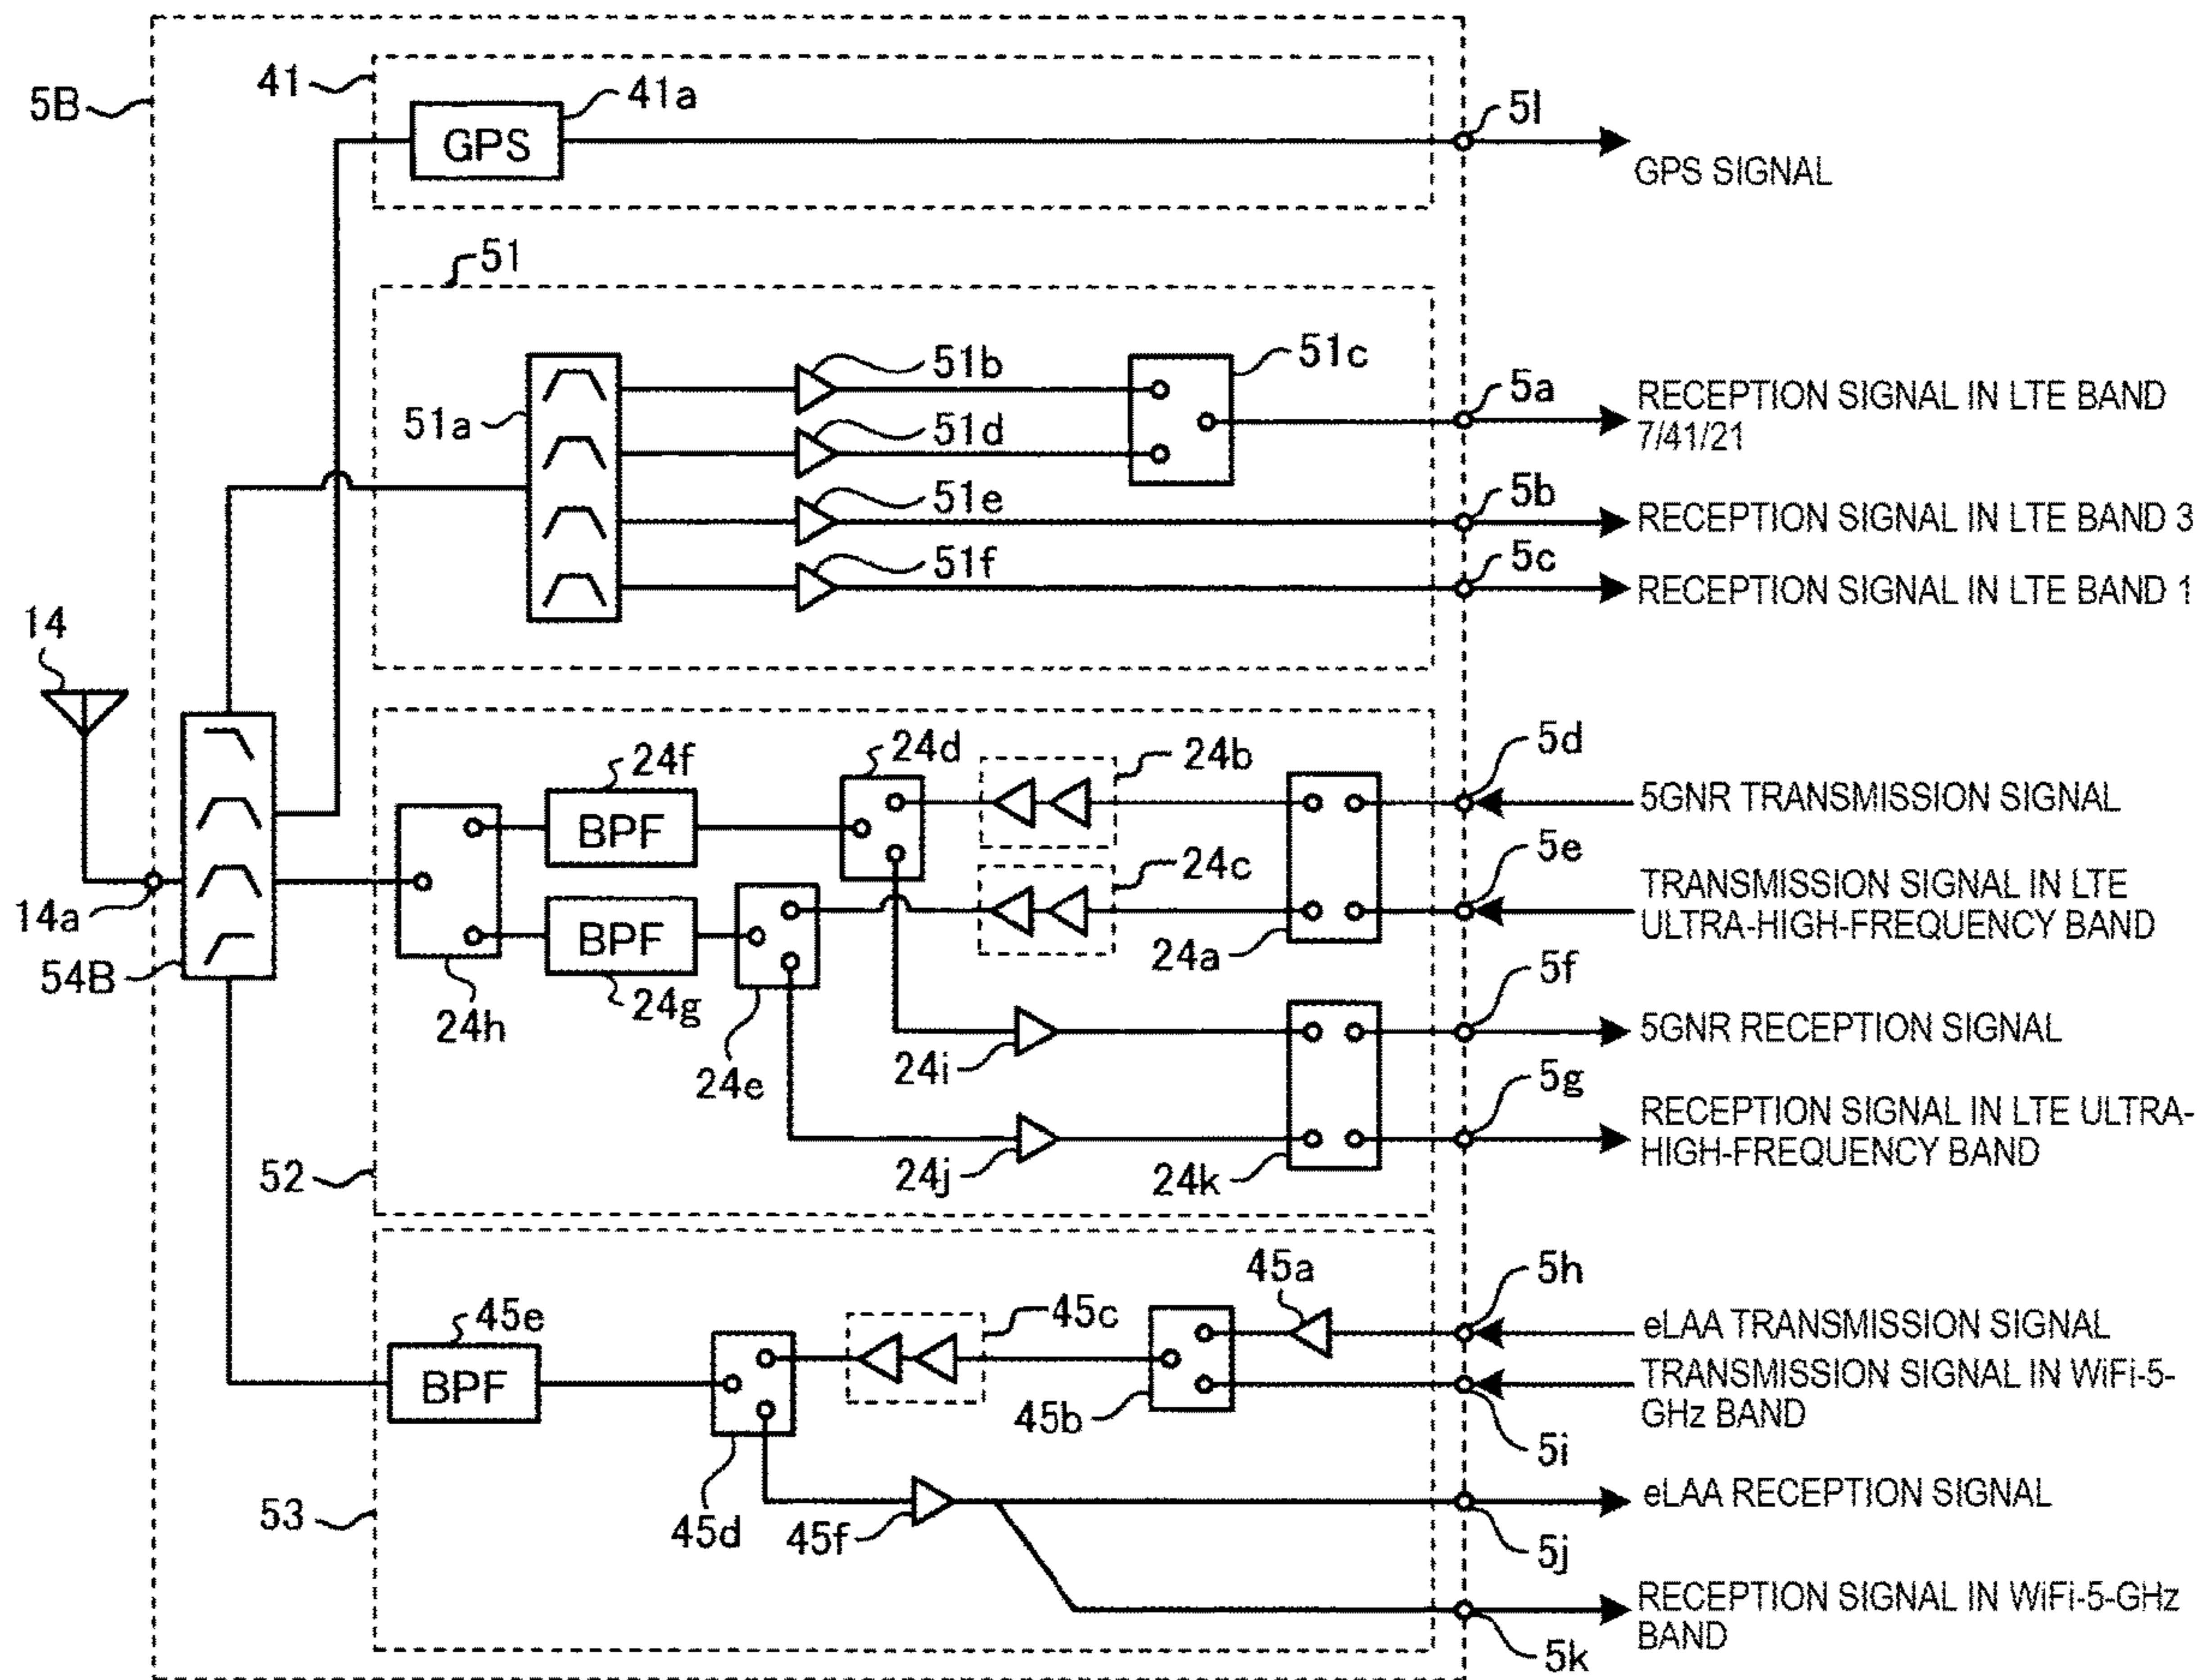 5B
41
41a
GPS
5l
GPS SIGNAL
51
51a
51b
51c
51d
51e
51f
5a
RECEPTION SIGNAL IN LTE BAND
7/41/21
5b
RECEPTION SIGNAL IN LTE BAND 3
5c
RECEPTION SIGNAL IN LTE BAND 1
14
14a
54B
24f
BPF
24d
24b
5d
5GNR TRANSMISSION SIGNAL
5e
24c
TRANSMISSION SIGNAL IN LTE
ULTRA-HIGH-FREQUENCY BAND
24a
BPF
24g
24h
24e
5f
5GNR RECEPTION SIGNAL
24i
5g
RECEPTION SIGNAL IN LTE ULTRA-
HIGH-FREQUENCY BAND
24j
24k
52
45a
5h
eLAA TRANSMISSION SIGNAL
45e
BPF
45c
45b
TRANSMISSION SIGNAL IN WiFi-5-
GHz BAND
5i
53
45d
45f
eLAA RECEPTION SIGNAL
5j
RECEPTION SIGNAL IN WiFi-5-GHz
BAND
5k